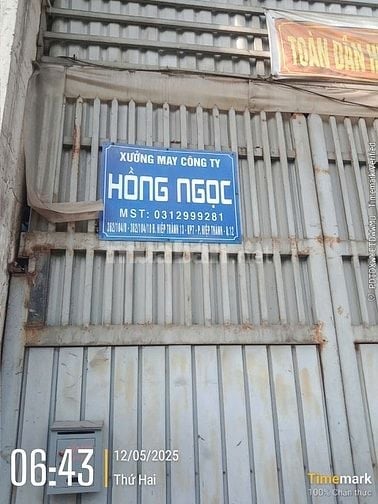 TOÀN DÂN
XƯỞNG MAY CÔNG TY
HỒNG NGỌC
MST: 0312999281
06:43
12/05/2025
Thứ Hai
Timemark
100% Chân thực